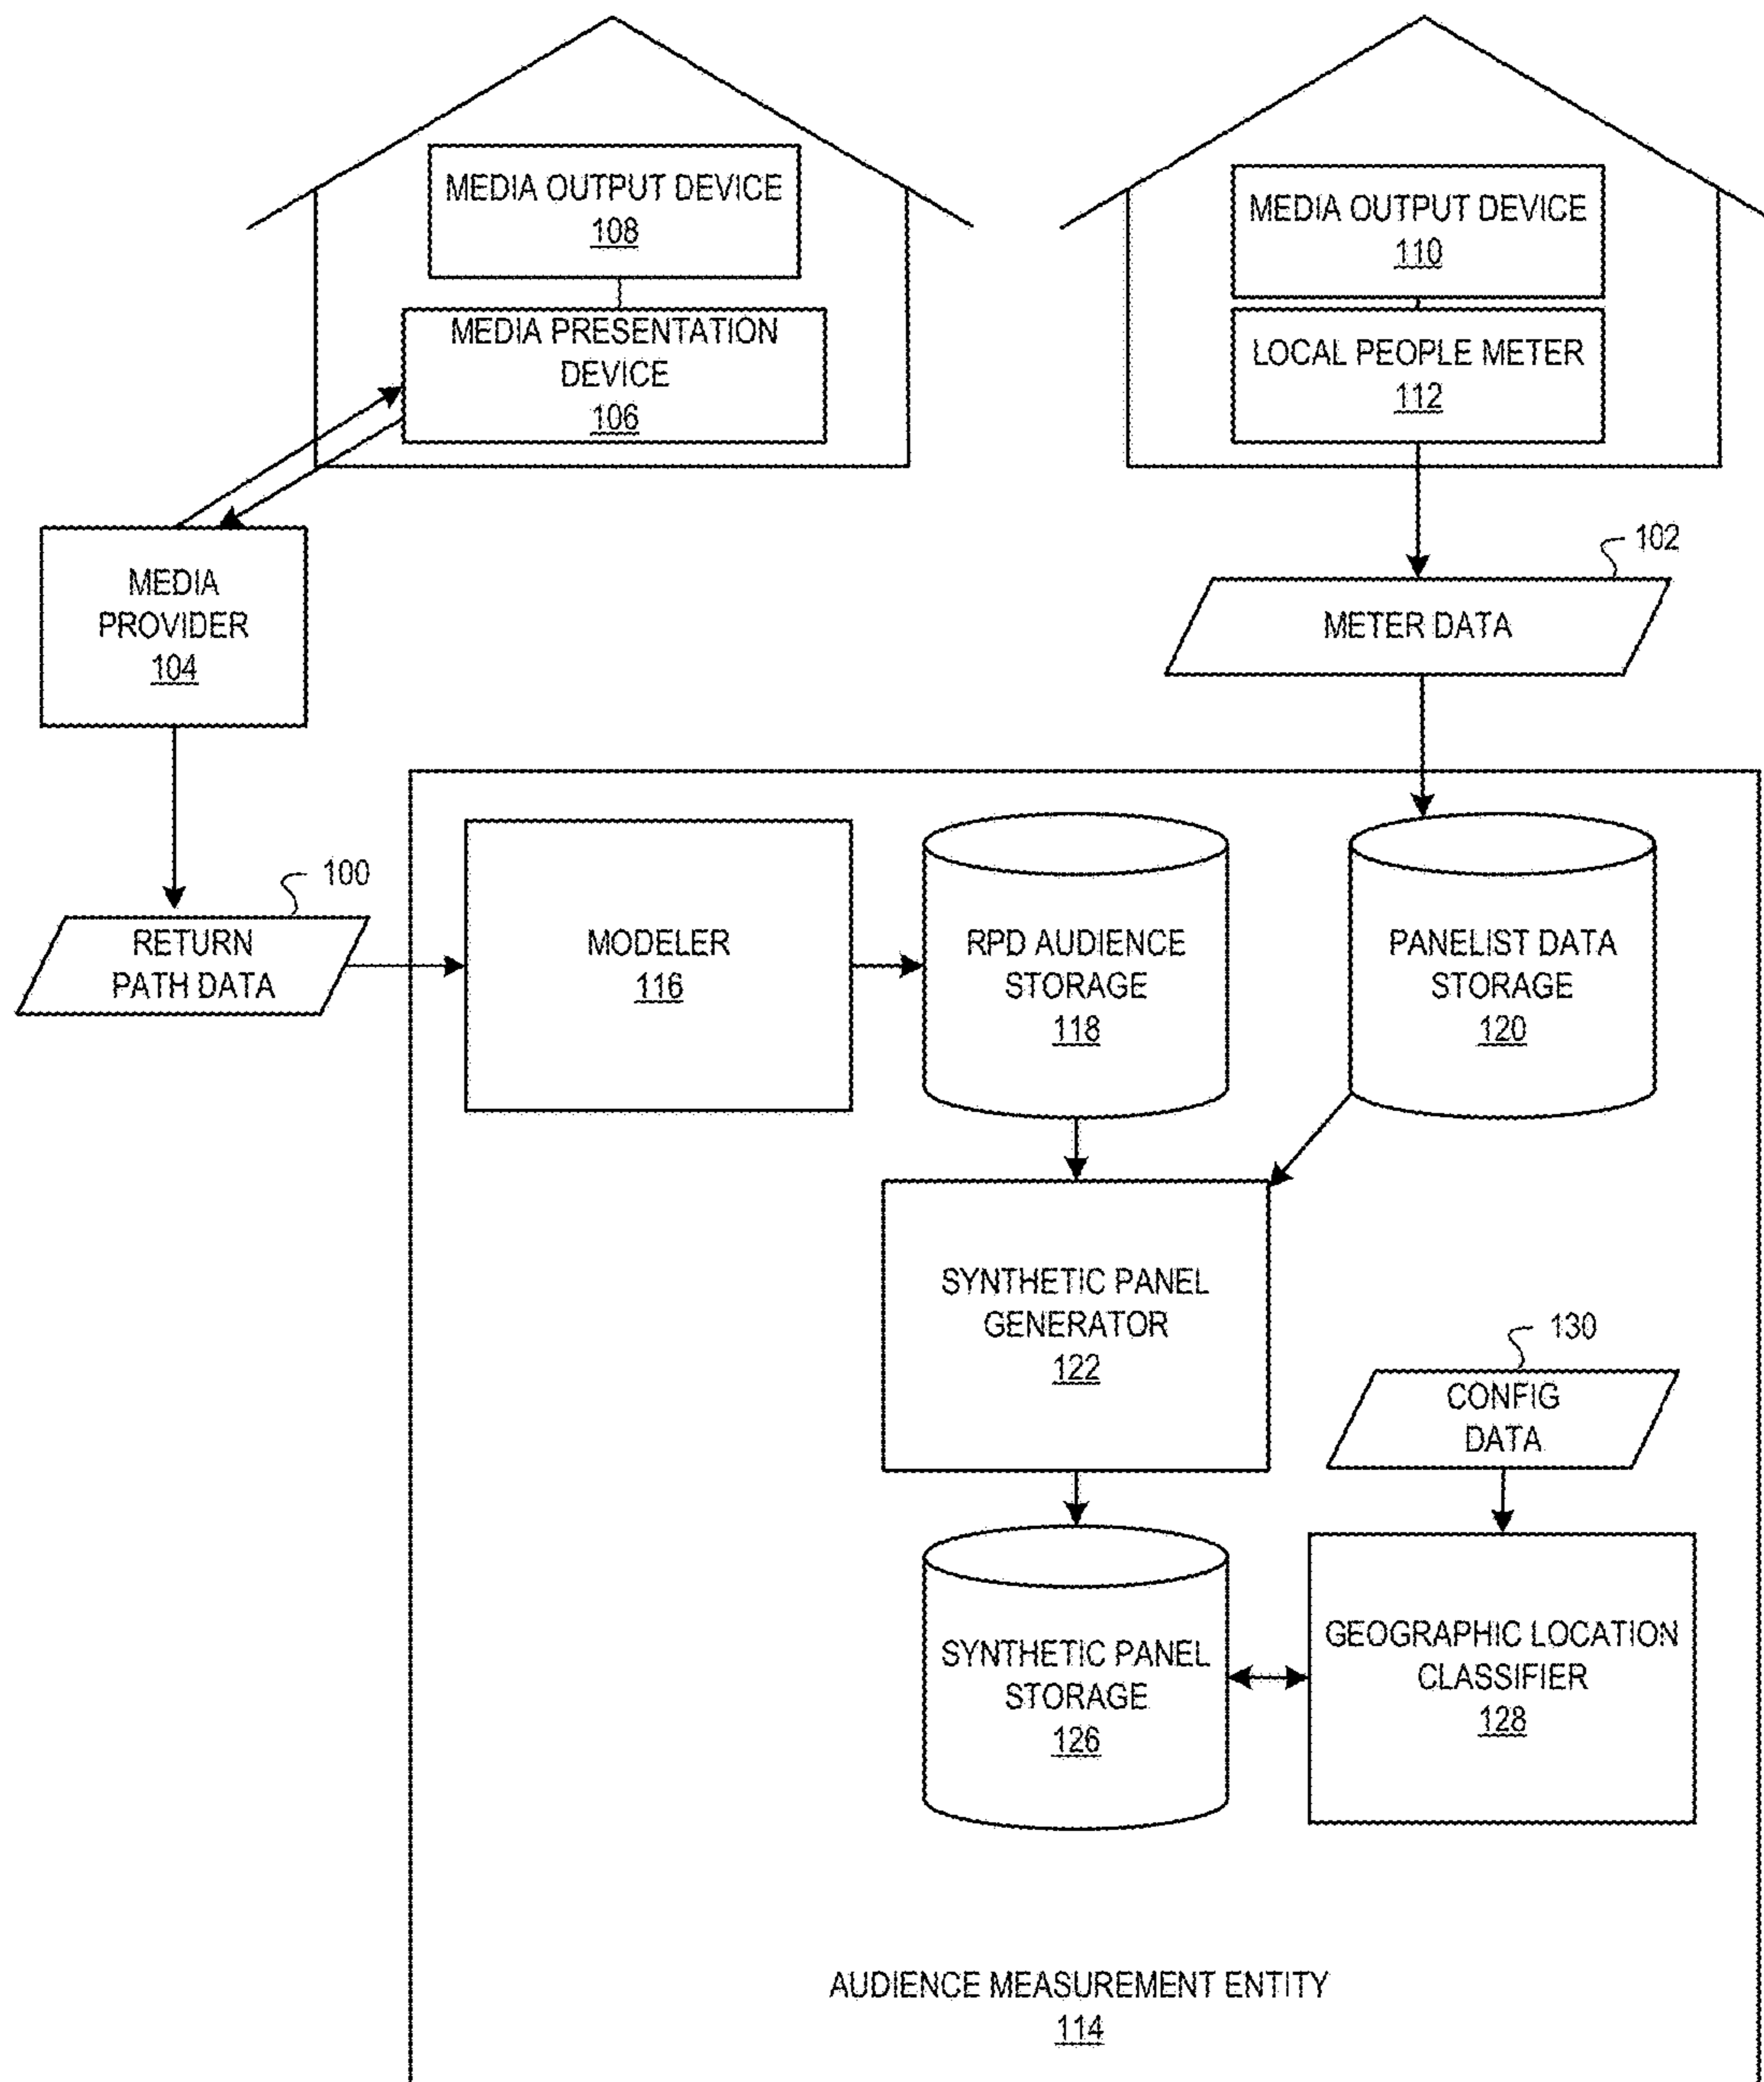 MEDIA OUTPUT DEVICE
108
MEDIA PRESENTATION
DEVICE
106
MEDIA OUTPUT DEVICE
110
LOCAL PEOPLE METER
112
MEDIA
PROVIDER
104
102
METER DATA
100
RETURN
PATH DATA
MODELER
116
RPD AUDIENCE
STORAGE
118
PANELIST DATA
STORAGE
120
SYNTHETIC PANEL
GENERATOR
122
130
CONFIG
DATA
SYNTHETIC PANEL
STORAGE
126
GEOGRAPHIC LOCATION
CLASSIFIER
128
AUDIENCE MEASUREMENT ENTITY
114